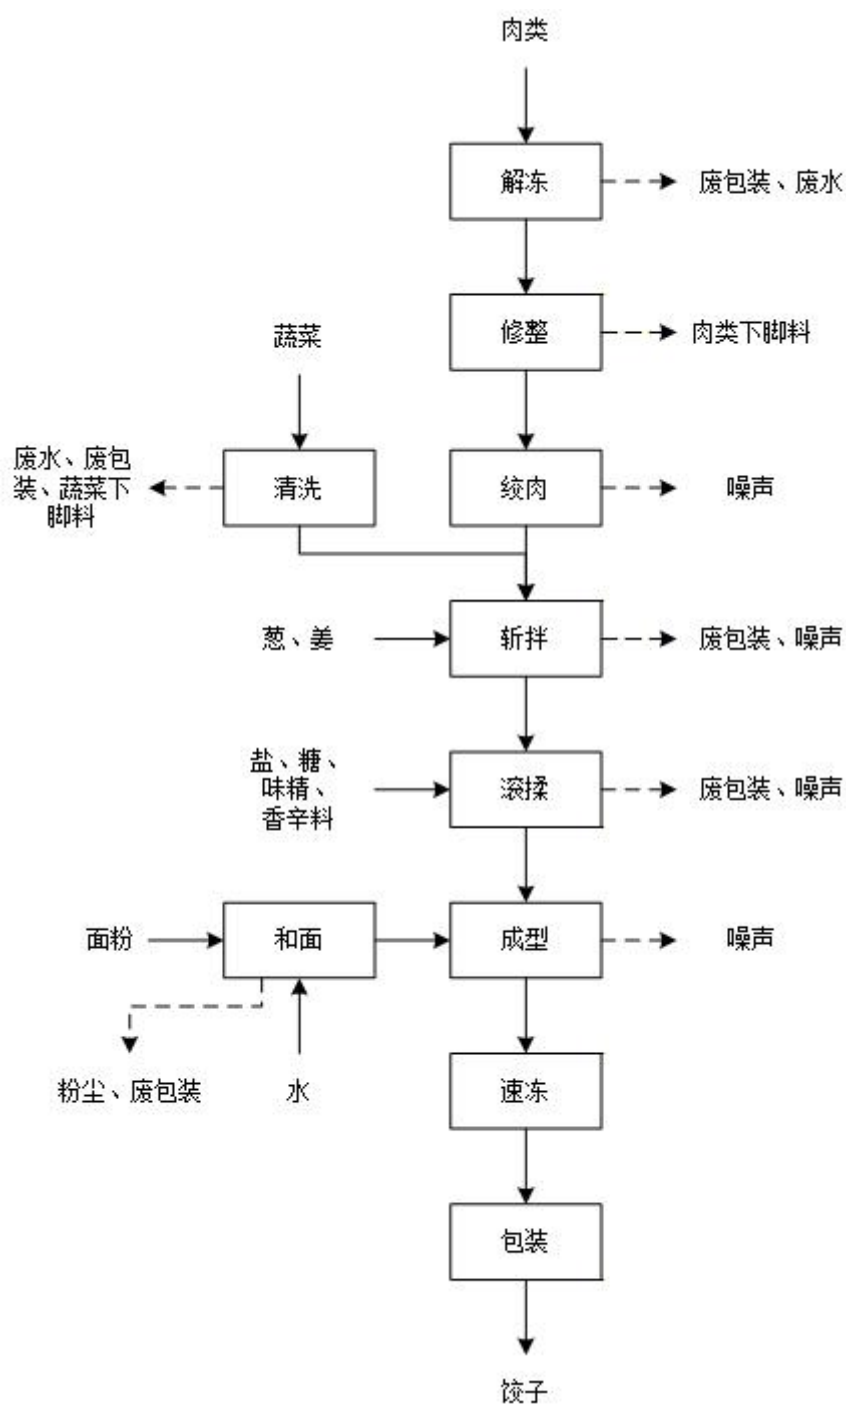 肉类
解冻
废包装、废水
修整
肉类下脚料
蔬菜
废水、废包
装、蔬菜下
脚料
清洗
绞肉
噪声
葱、姜
斩拌
废包装、噪声
盐、糖、
味精、
香辛料
滚揉
废包装、噪声
面粉
和面
成型
噪声
粉尘、废包装
水
速冻
包装
饺子